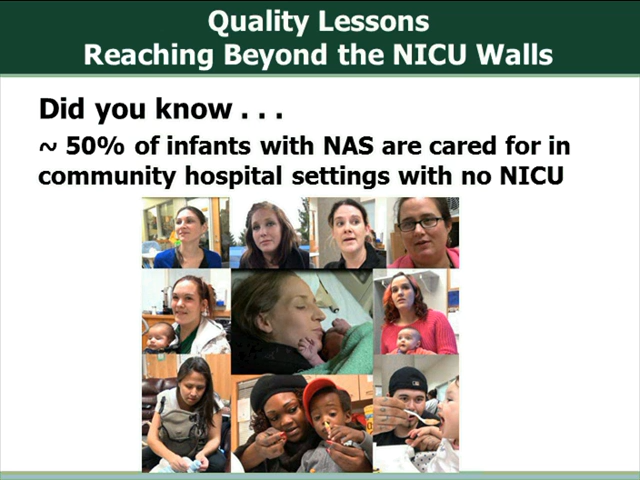 Quality Lessons
Reaching Beyond the NICU Walls
Did you know . . .
~ 50% of infants with NAS are cared for in
community hospital settings with no NICU